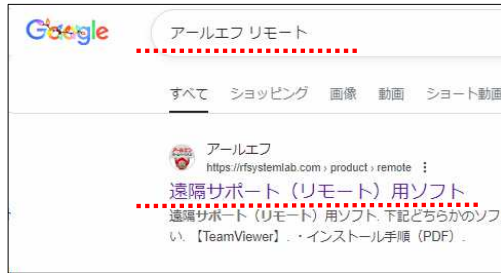 Google
アールエフ リモート
すべて ショッピング 画像 動画 ショート動画
アールエフ
https://rfsystemlab.com › product › remote
遠隔サポート（リモート）用ソフト
遠隔サポート（リモート）用ソフト. 下記どちらかのソフ
い. 【TeamViewer】. ・インストール手順（PDF）.